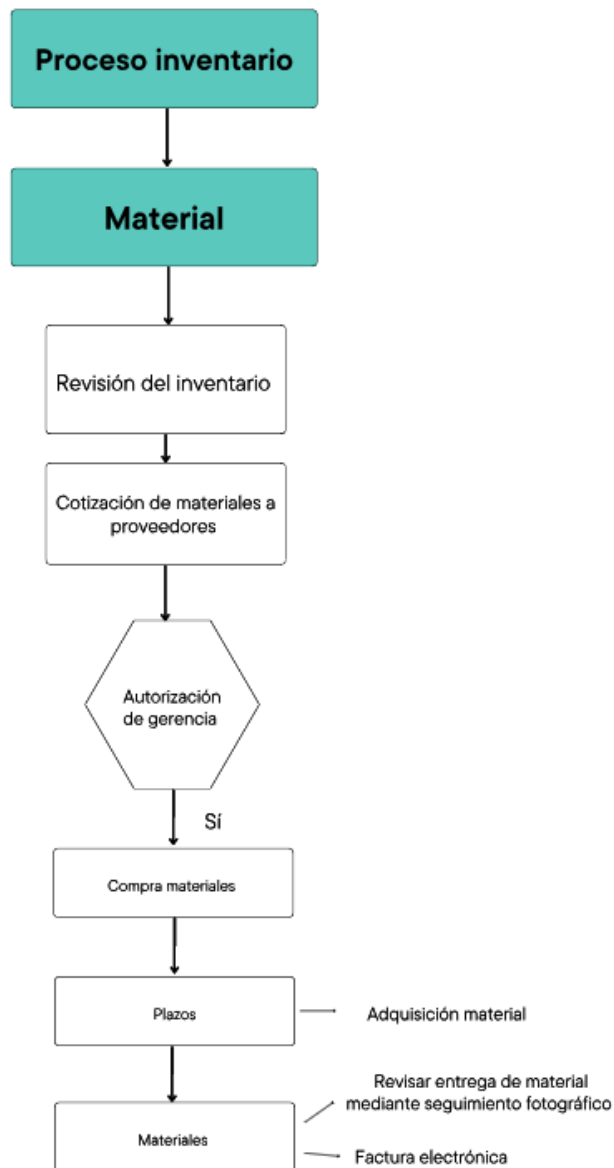 Proceso inventario
Material
Revisión del inventario
Cotización de materiales a
proveedores
Autorización
de gerencia
Sí
Compra materiales
Plazos
Adquisición material
Revisar entrega de material
mediante seguimiento fotográfico
Materiales
Factura electrónica